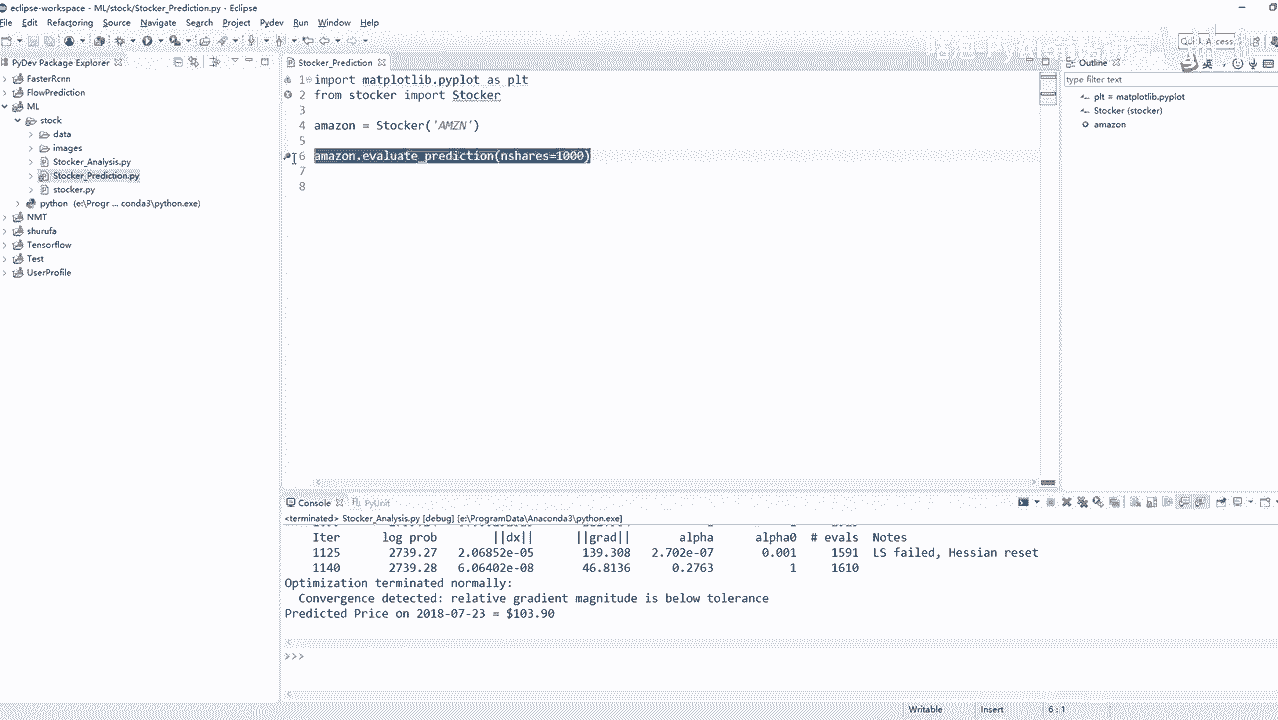 eclipse-workspace - ML/stock/Stocker_Prediction.py - Eclipse
File Edit Refactoring Source Navigate Search Project Pydev Run Window Help
PyDev Package Explorer
FasterRcnn
FlowPrediction
ML
stock
data
images
Stocker_Analysis.py
Stocker_Prediction.py
stocker.py
python (e:\Progr ... conda3\python.exe)
NMT
shurufa
Tensorflow
Test
UserProfile
Stocker_Prediction
1 import matplotlib.pyplot as plt
2 from stocker import Stocker
3
4 amazon = Stocker('AMZN')
5
6 amazon.evaluate_prediction(nshares=1000)
7
8
Outline
type filter text
plt = matplotlib.pyplot
Stocker (stocker)
amazon
Console PyUnit
<terminated> Stocker_Analysis.py [debug] [e:\ProgramData\Anaconda3\python.exe]
Iter log prob ||dx|| ||grad|| alpha alpha0 # evals Notes
1125 2739.27 2.06852e-05 139.308 2.702e-07 0.001 1591 LS failed, Hessian reset
1140 2739.28 6.06402e-08 46.8136 0.2763 1 1610
Optimization terminated normally:
Convergence detected: relative gradient magnitude is below tolerance
Predicted Price on 2018-07-23 = $103.90
>>>
Writable Insert 6 : 1